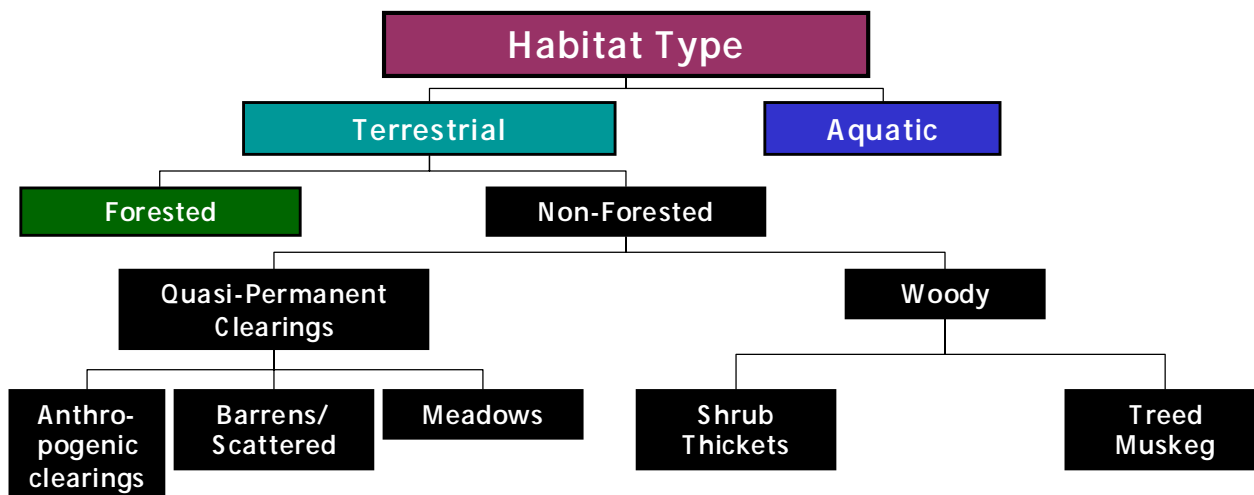 Habitat Type
Terrestrial
Aquatic
Forested
Non-Forested
Quasi-Permanent
Clearings
Woody
Anthro-
pogenic
clearings
Barrens/
Scattered
Meadows
Shrub
Thickets
Treed
Muskeg